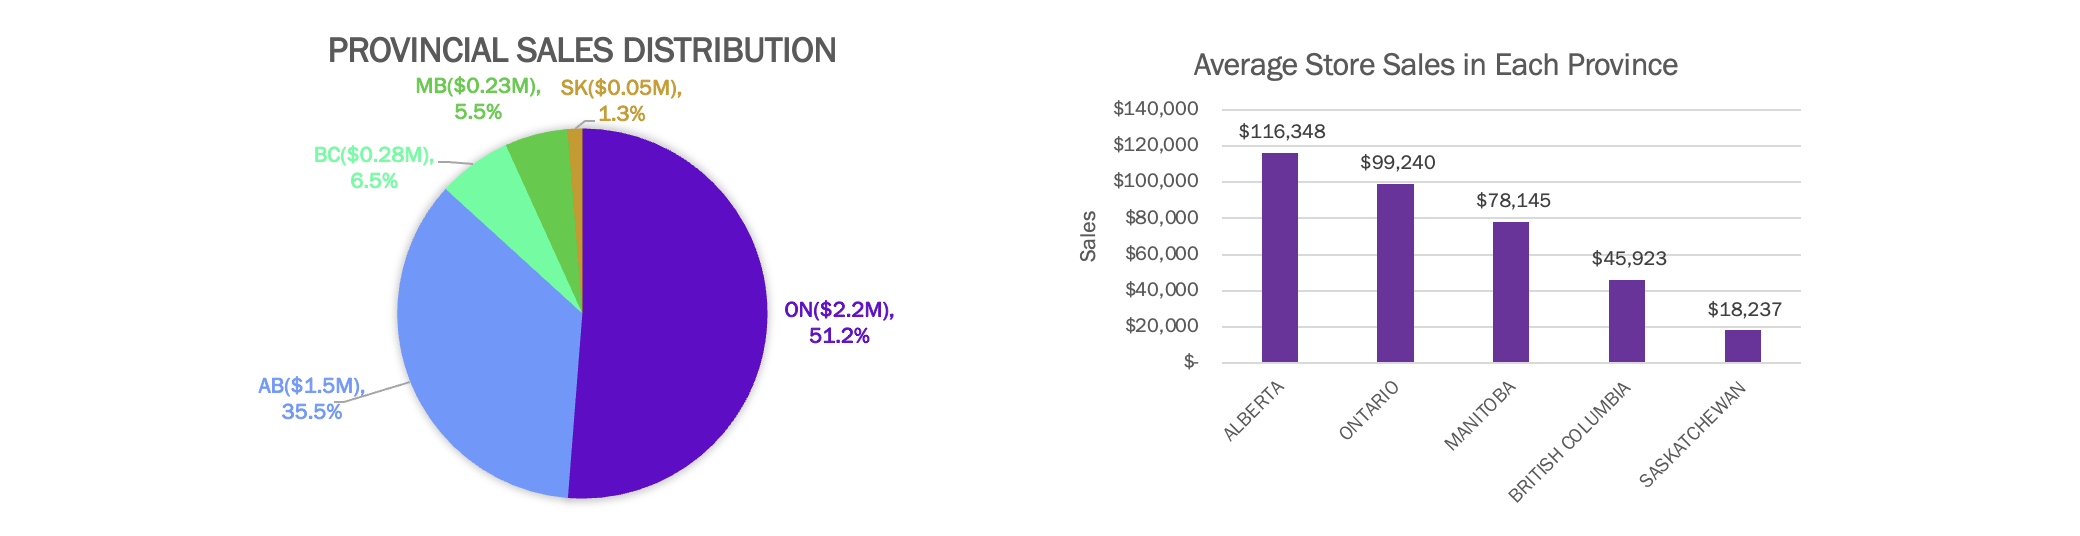 PROVINCIAL SALES DISTRIBUTION
MB($0.23M),
5.5%
SK($0.05M),
1.3%
BC($0.28M),
6.5%
ON($2.2M),
51.2%
AB($1.5M),
35.5%
Average Store Sales in Each Province
Sales
$140,000
$120,000
$100,000
$80,000
$60,000
$40,000
$20,000
$-
$116,348
$99,240
$78,145
$45,923
$18,237
ALBERTA
ONTARIO
MANITOBA
BRITISH COLUMBIA
SASKATCHEWAN